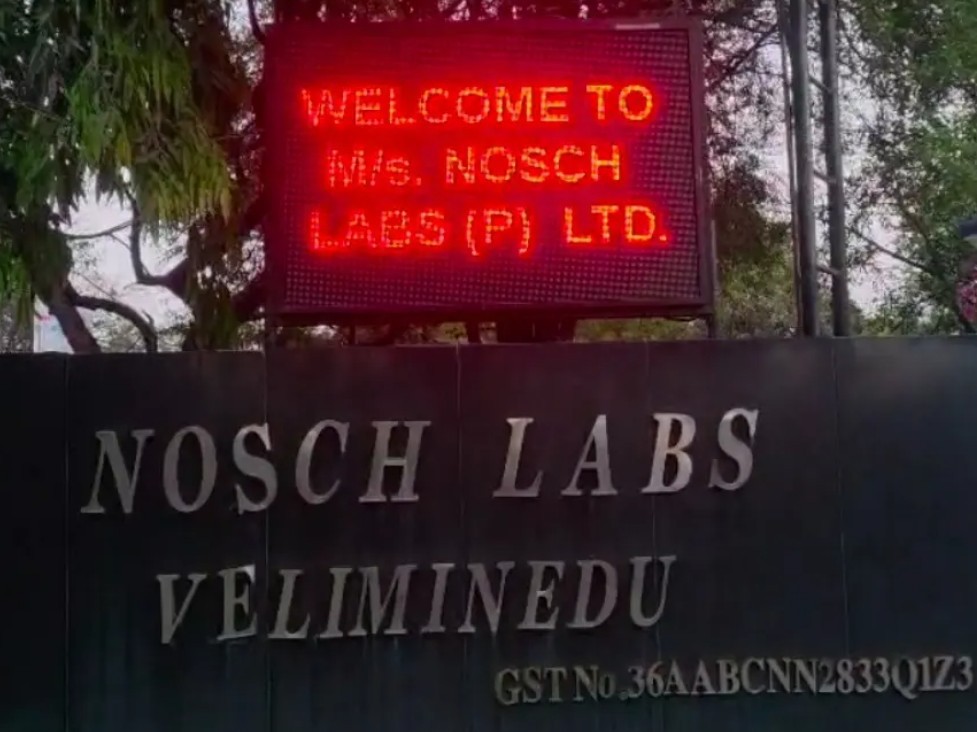 WELCOME TO
M/s. NOSCH
LABS (P) LTD.
NOSCH LABS
VELIMINEDU
GST No.36AABCNN2833Q1Z3